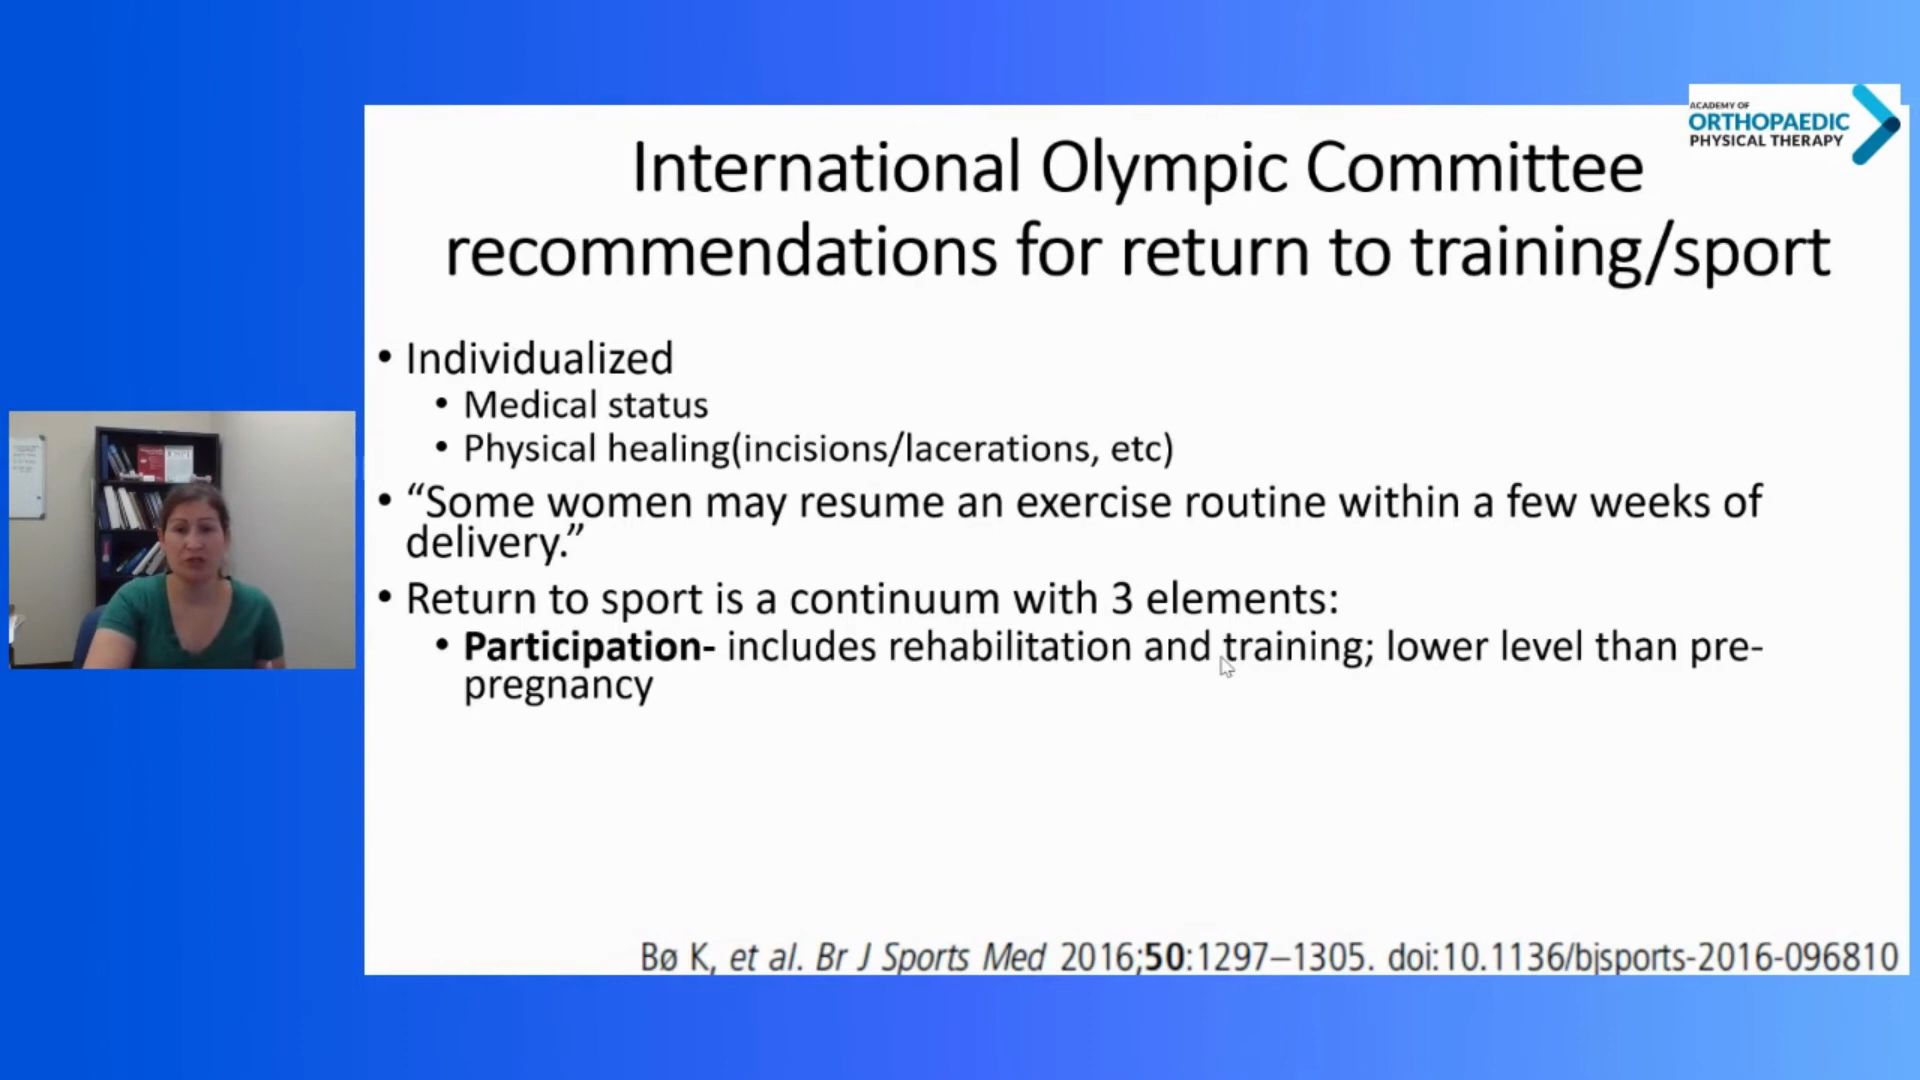 ACADEMY OF
ORTHOPAEDIC
PHYSICAL THERAPY
International Olympic Committee
recommendations for return to training/sport
• Individualized
• Medical status
• Physical healing(incisions/lacerations, etc)
• “Some women may resume an exercise routine within a few weeks of
delivery.”
• Return to sport is a continuum with 3 elements:
• Participation- includes rehabilitation and training; lower level than pre-
pregnancy
Bø K, et al. Br J Sports Med 2016;50:1297–1305. doi:10.1136/bjsports-2016-096810